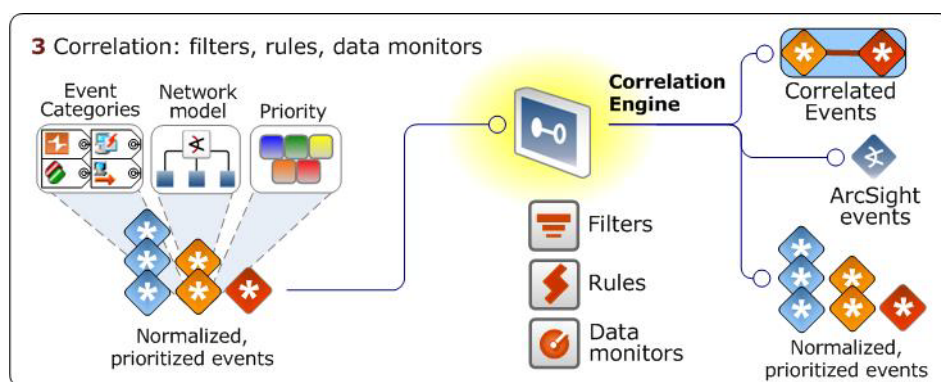 3 Correlation: filters, rules, data monitors
Event
Categories
Network
model
Priority
Normalized,
prioritized events
Correlation
Engine
Filters
Rules
Data
monitors
Correlated
Events
ArcSight
events
Normalized,
prioritized events